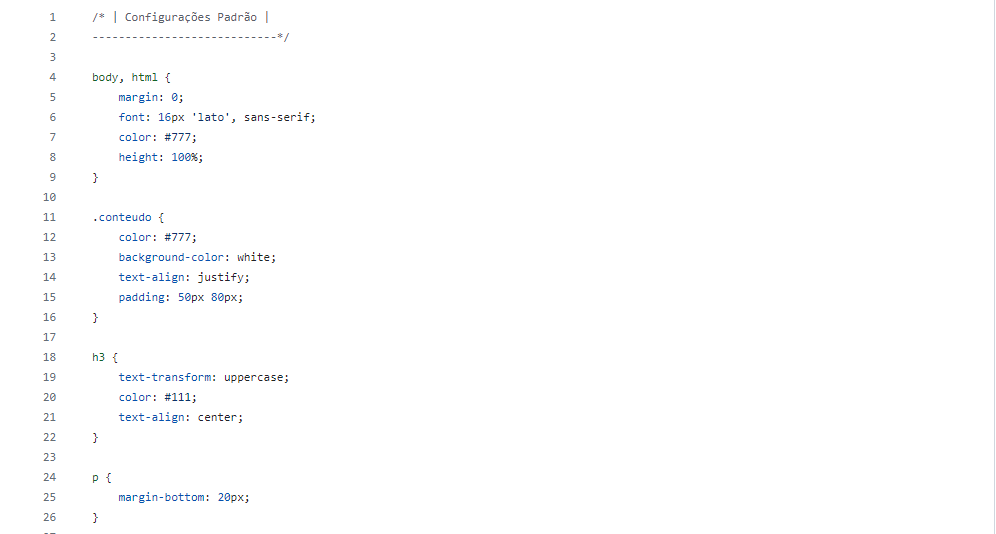 1 /* | Configurações Padrão |
2 ----------------------------*/
3
4 body, html {
5 margin: 0;
6 font: 16px 'lato', sans-serif;
7 color: #777;
8 height: 100%;
9 }
10
11 .conteudo {
12 color: #777;
13 background-color: white;
14 text-align: justify;
15 padding: 50px 80px;
16 }
17
18 h3 {
19 text-transform: uppercase;
20 color: #111;
21 text-align: center;
22 }
23
24 p {
25 margin-bottom: 20px;
26 }